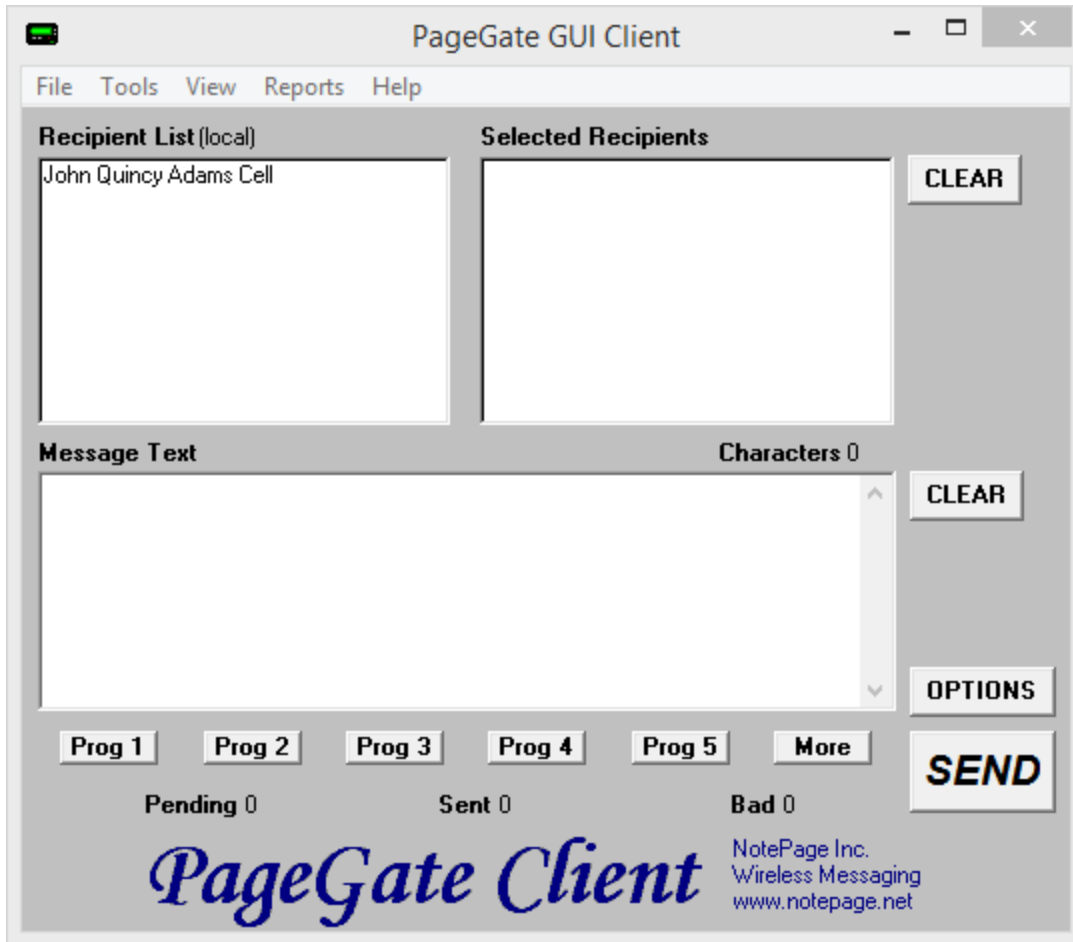 PageGate GUI Client
File Tools View Reports Help
Recipient List (local)
Selected Recipients
John Quincy Adams Cell
CLEAR
Message Text
Characters 0
CLEAR
OPTIONS
Prog 1 Prog 2 Prog 3 Prog 4 Prog 5 More
SEND
Pending 0 Sent 0 Bad 0
PageGate Client
NotePage Inc.
Wireless Messaging
www.notepage.net